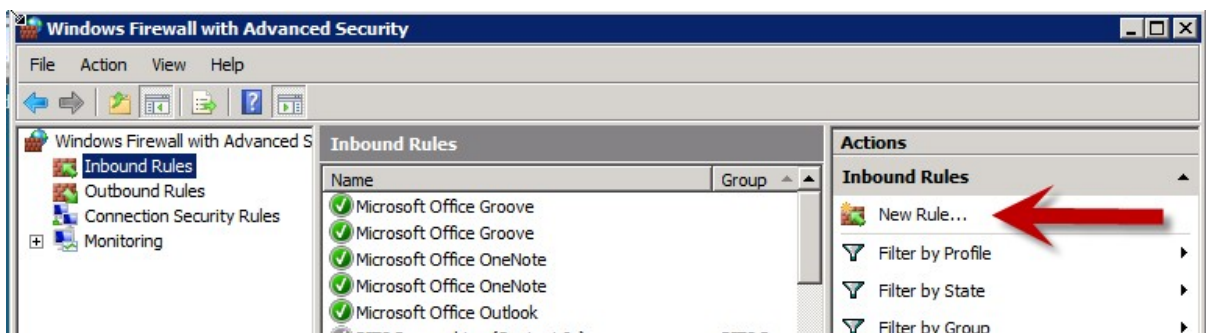 Windows Firewall with Advanced Security
File Action View Help
Windows Firewall with Advanced S
Inbound Rules
Outbound Rules
Connection Security Rules
Monitoring
Inbound Rules
Name Group
Microsoft Office Groove
Microsoft Office Groove
Microsoft Office OneNote
Microsoft Office OneNote
Microsoft Office Outlook
Actions
Inbound Rules
New Rule...
Filter by Profile
Filter by State
Filter by Group